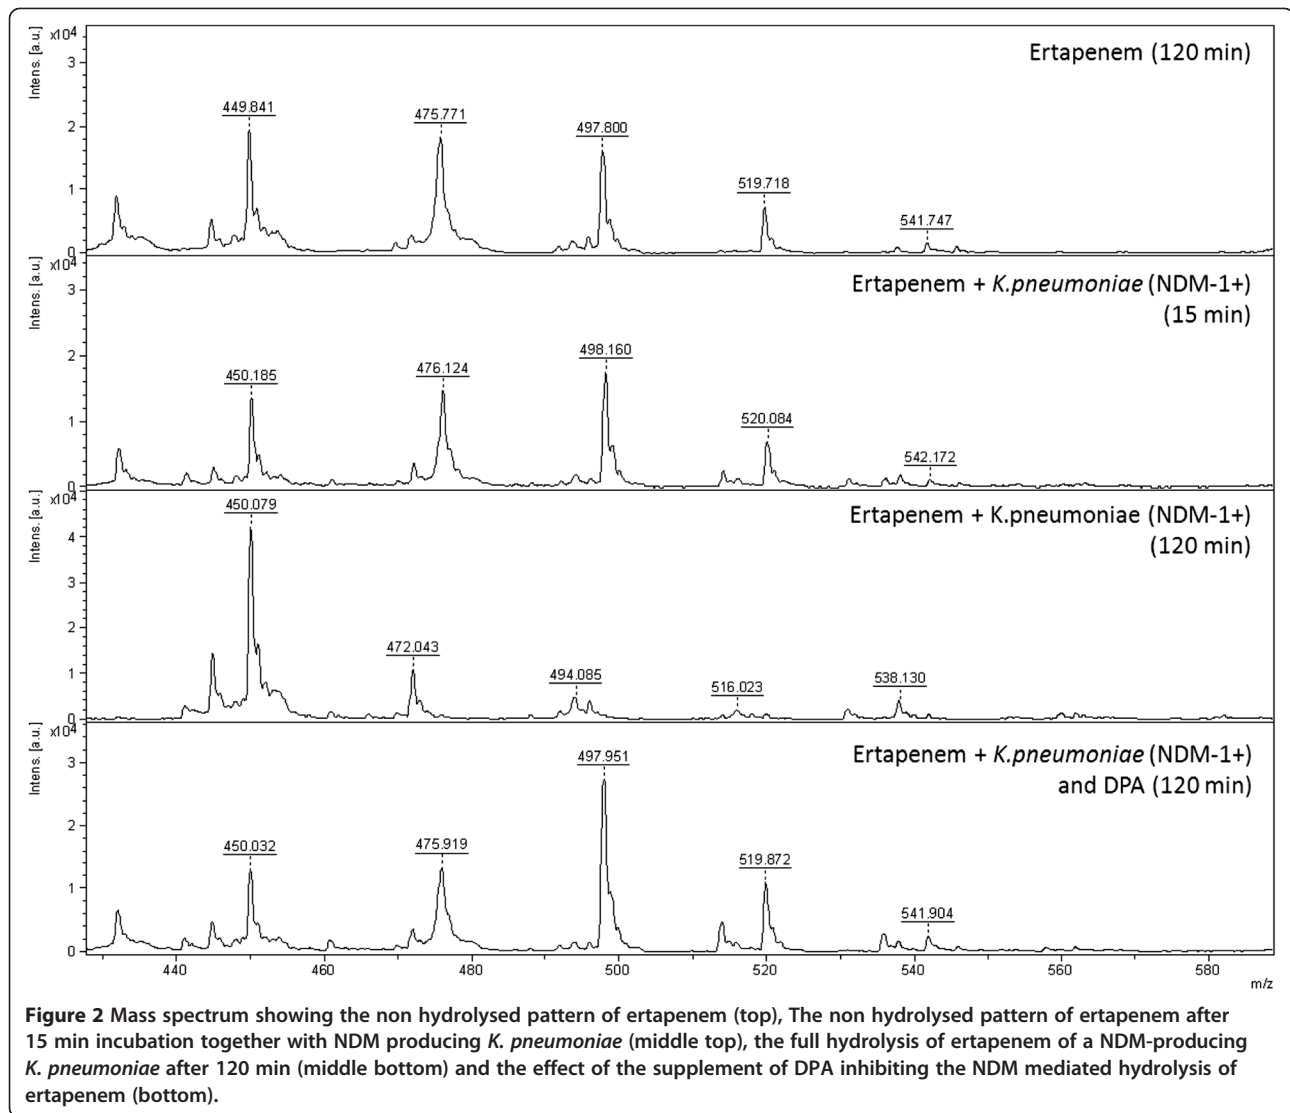 x10⁴
Intens. [a.u.]
3
2
1
0
449.841
475.771
497.800
519.718
541.747
Ertapenem (120 min)
x10⁴
Intens. [a.u.]
3
2
1
0
450.185
476.124
498.160
520.084
542.172
Ertapenem + K.pneumoniae (NDM-1+)
(15 min)
x10⁴
Intens. [a.u.]
4
3
2
1
0
450.079
472.043
494.085
516.023
538.130
Ertapenem + K.pneumoniae (NDM-1+)
(120 min)
x10⁴
Intens. [a.u.]
3
2
1
0
450.032
475.919
497.951
519.872
541.904
Ertapenem + K.pneumoniae (NDM-1+)
and DPA (120 min)
440 460 480 500 520 540 560 580
m/z
Figure 2 Mass spectrum showing the non hydrolysed pattern of ertapenem (top), The non hydrolysed pattern of ertapenem after
15 min incubation together with NDM producing K. pneumoniae (middle top), the full hydrolysis of ertapenem of a NDM-producing
K. pneumoniae after 120 min (middle bottom) and the effect of the supplement of DPA inhibiting the NDM mediated hydrolysis of
ertapenem (bottom).